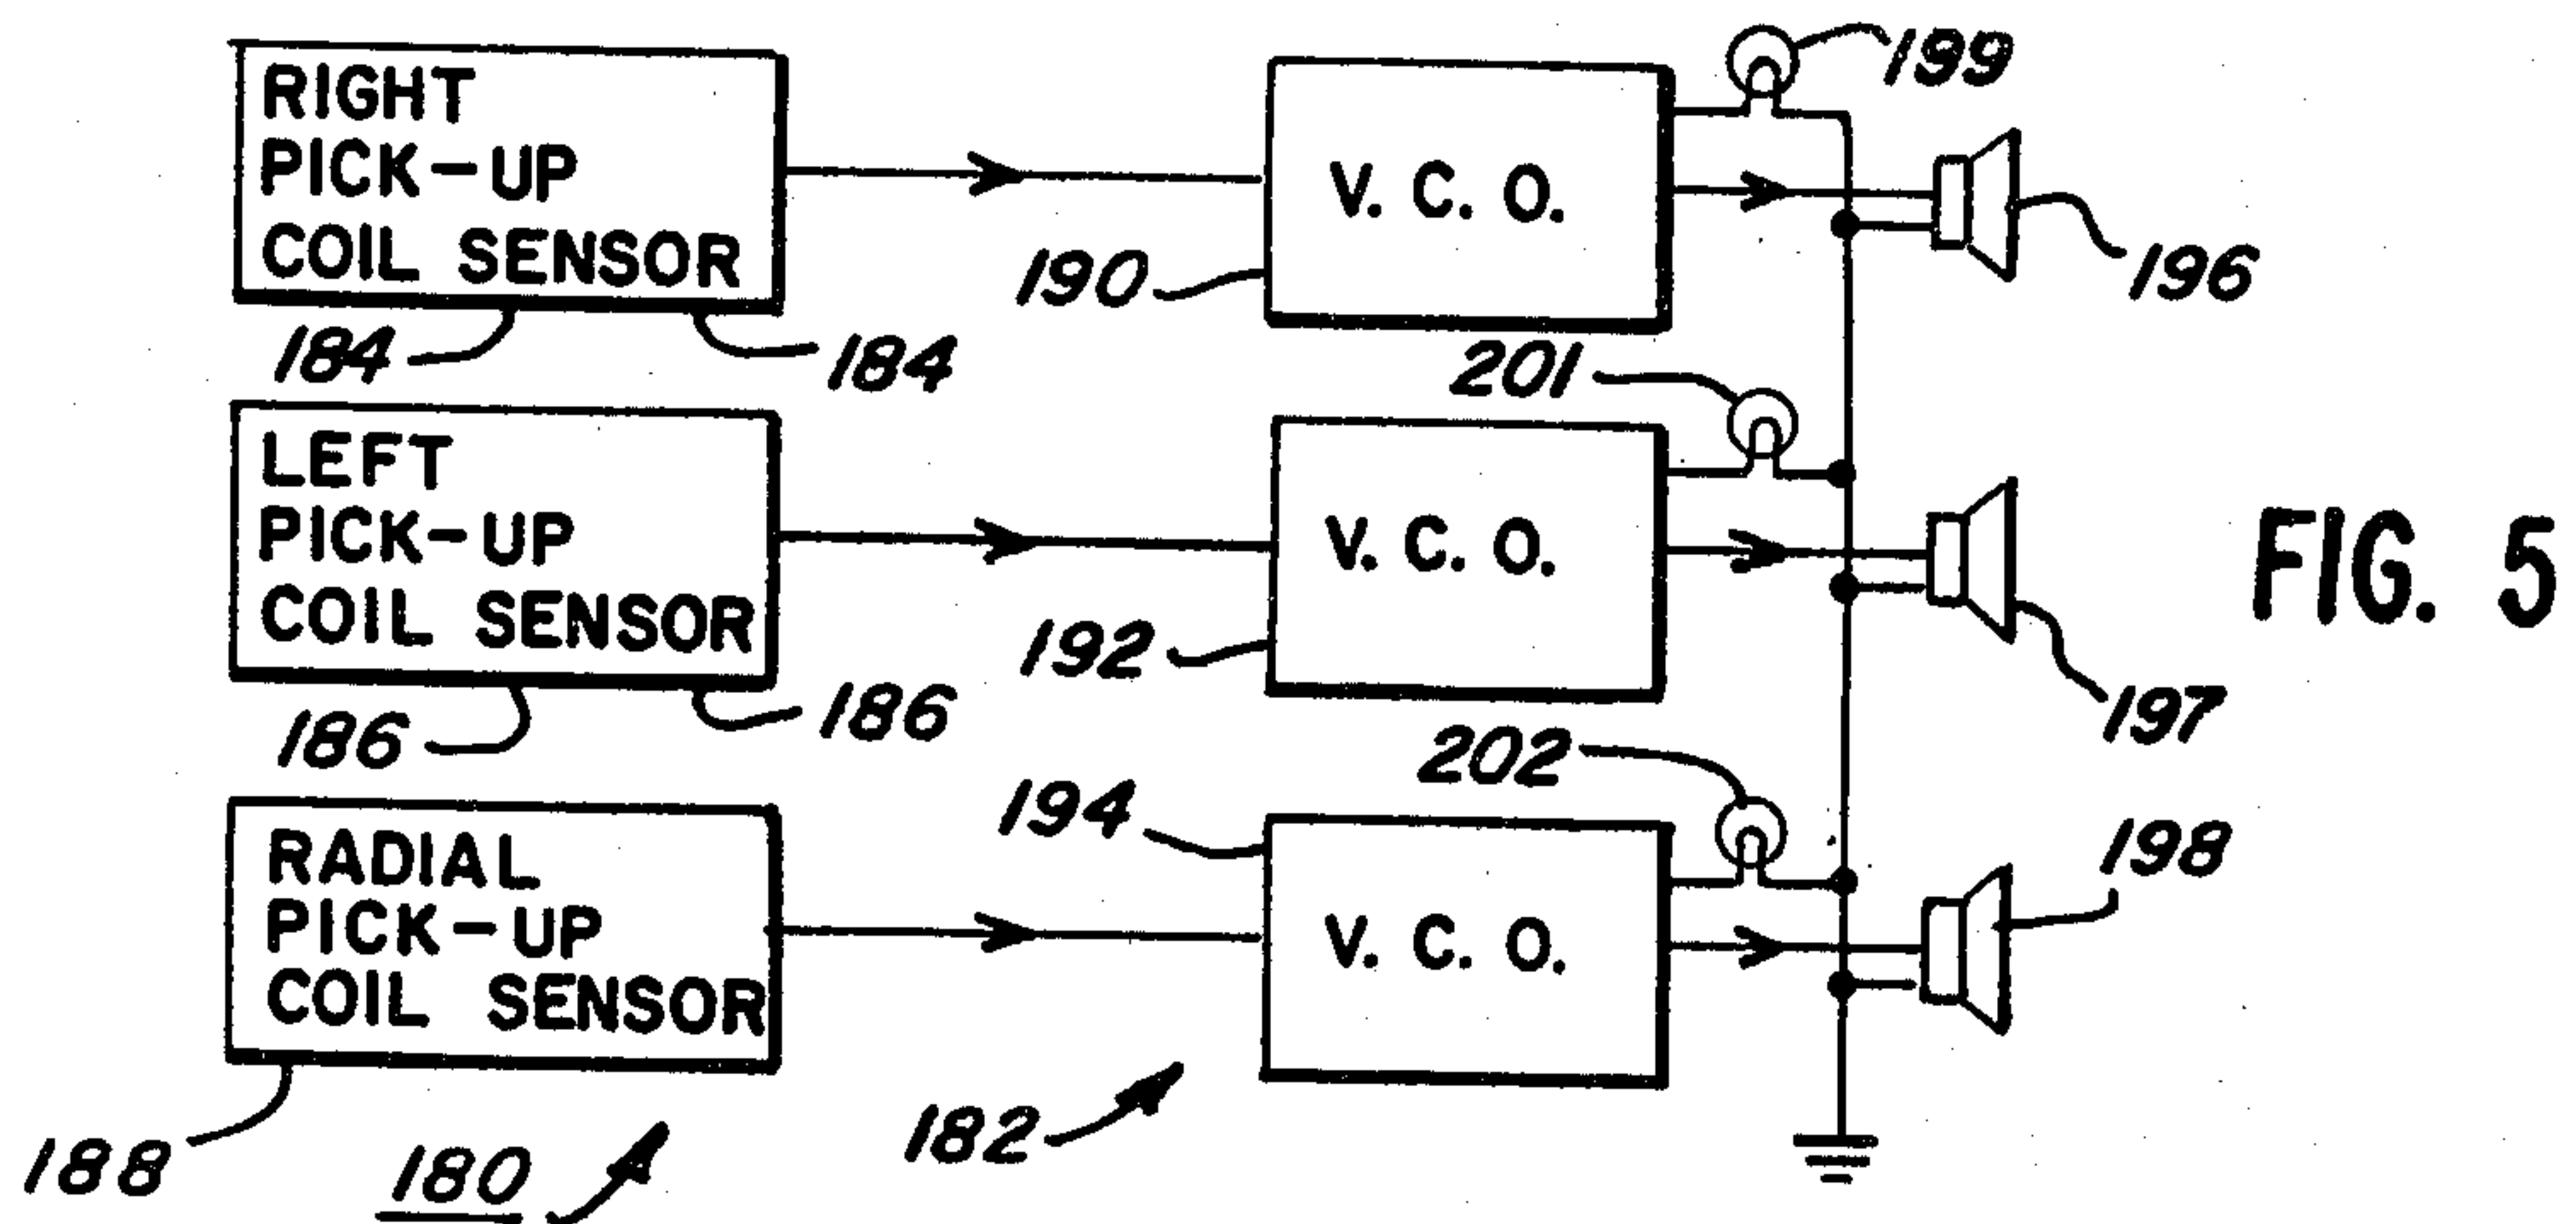 RIGHT
PICK-UP
COIL SENSOR
184
184
V. C. O.
190
199
196
LEFT
PICK-UP
COIL SENSOR
186
186
V. C. O.
192
201
197
RADIAL
PICK-UP
COIL SENSOR
188
V. C. O.
194
202
198
180
182
FIG. 5